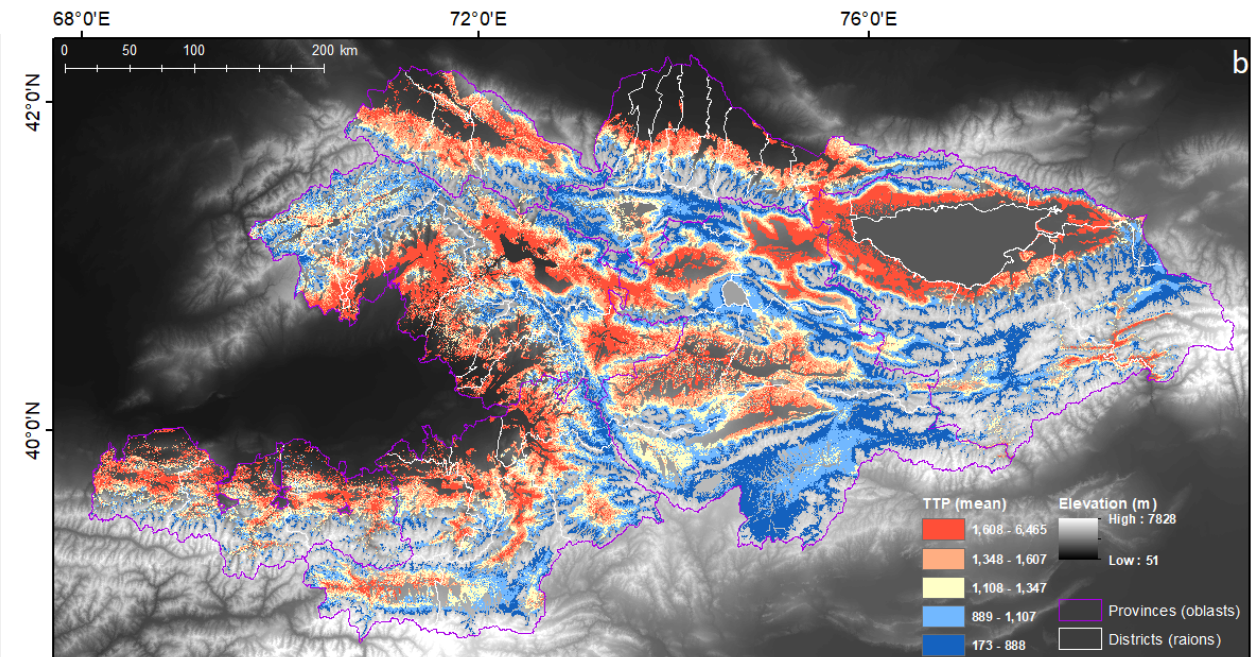 68°0'E 72°0'E 76°0'E
0 50 100 200 km
b
42°0'N
40°0'N
TTP (mean)
1,608 - 6,465
1,348 - 1,607
1,108 - 1,347
889 - 1,107
173 - 888
Elevation (m)
High : 7828
Low : 51
Provinces (oblasts)
Districts (raions)